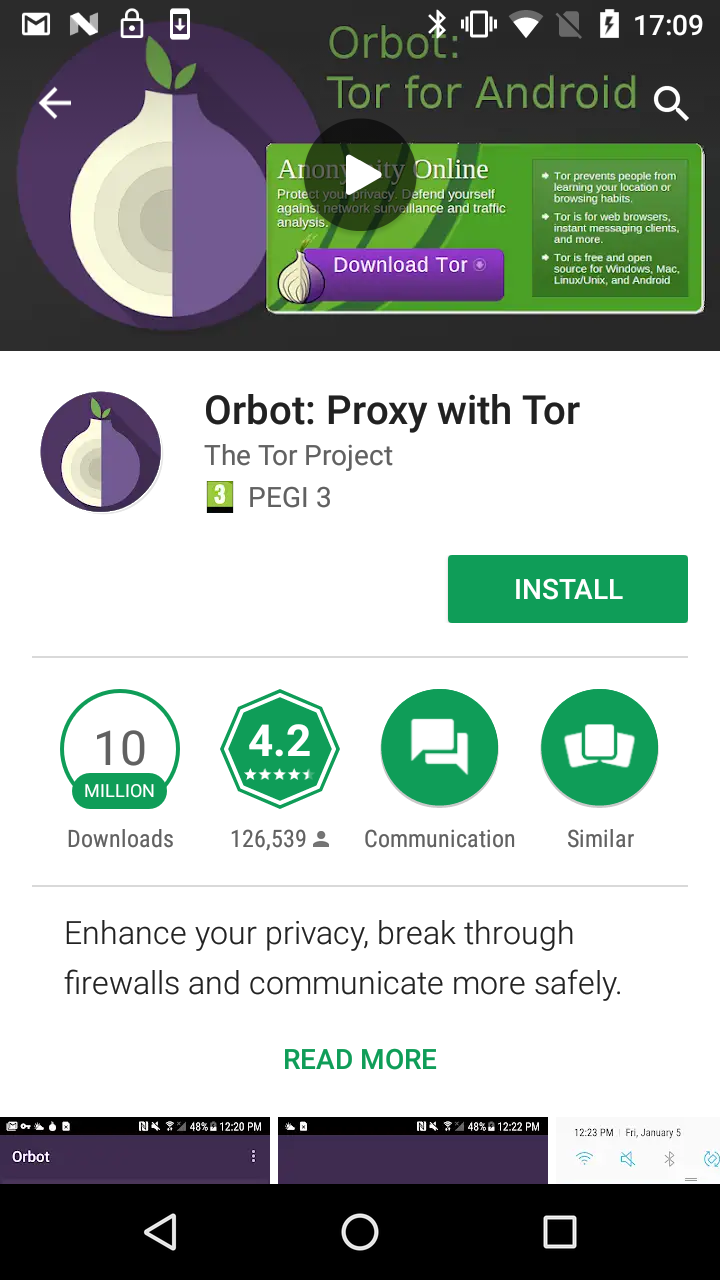 17:09
Orbot:
Tor for Android
Anonymity Online
Protect your privacy. Defend yourself
against network surveillance and traffic
analysis.
Download Tor
Tor prevents people from
learning your location or
browsing habits.
Tor is for web browsers,
instant messaging clients,
and more.
Tor is free and open
source for Windows, Mac,
Linux/Unix, and Android
Orbot: Proxy with Tor
The Tor Project
3 PEGI 3
INSTALL
10
MILLION
Downloads
4.2
126,539
Communication
Similar
Enhance your privacy, break through
firewalls and communicate more safely.
READ MORE
48% 12:20 PM
Orbot
48% 12:22 PM
12:23 PM Fri, January 5